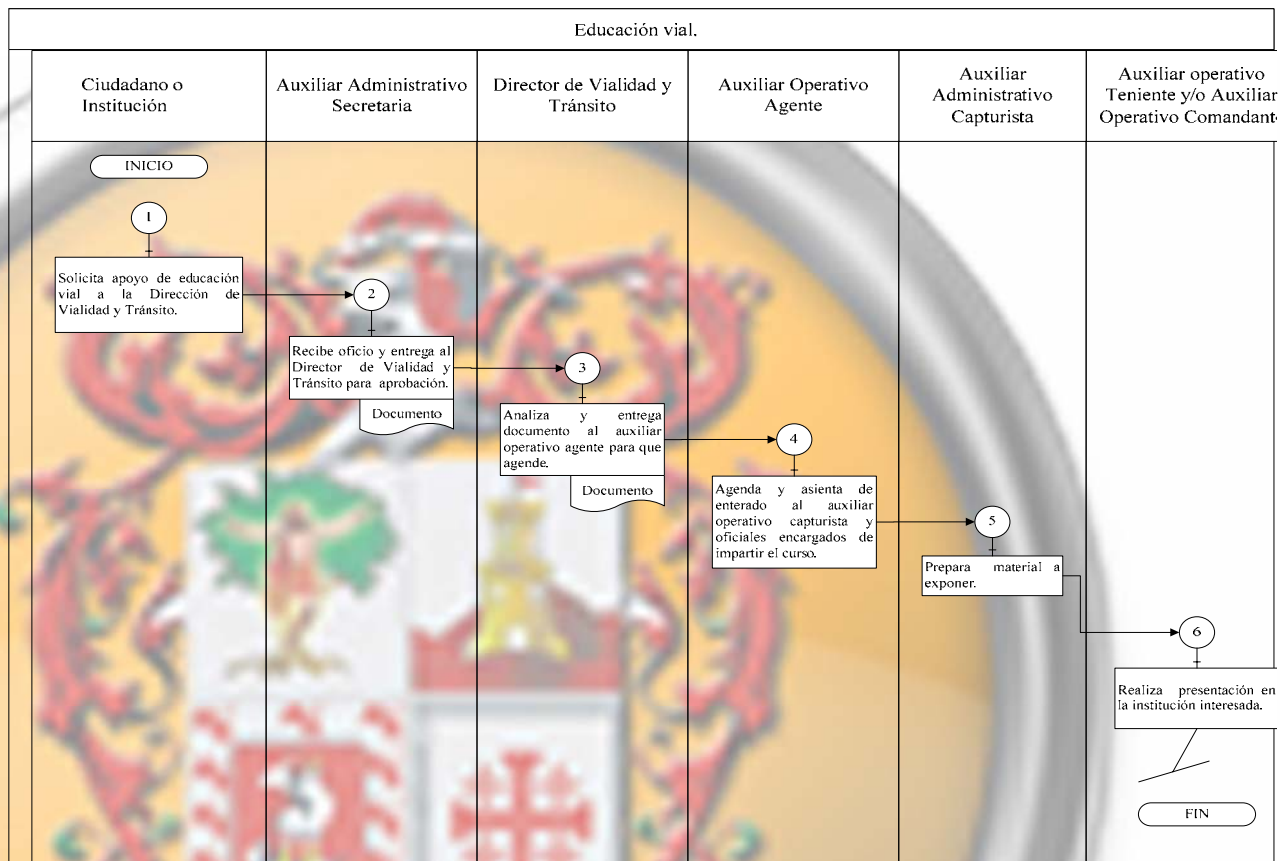 Educación vial.
Ciudadano o
Institución
Auxiliar Administrativo
Secretaria
Director de Vialidad y
Tránsito
Auxiliar Operativo
Agente
Auxiliar
Administrativo
Capturista
Auxiliar operativo
Teniente y/o Auxiliar
Operativo Comandant
INICIO
1
Solicita apoyo de educación
vial a la Dirección de
Vialidad y Tránsito.
2
Recibe oficio y entrega al
Director de Vialidad y
Tránsito para aprobación.
Documento
3
Analiza y entrega
documento al auxiliar
operativo agente para que
agende.
Documento
4
Agenda y asienta de
enterado al auxiliar
operativo capturista y
oficiales encargados de
impartir el curso.
5
Prepara material a
exponer.
6
Realiza presentación en
la institución interesada.
FIN